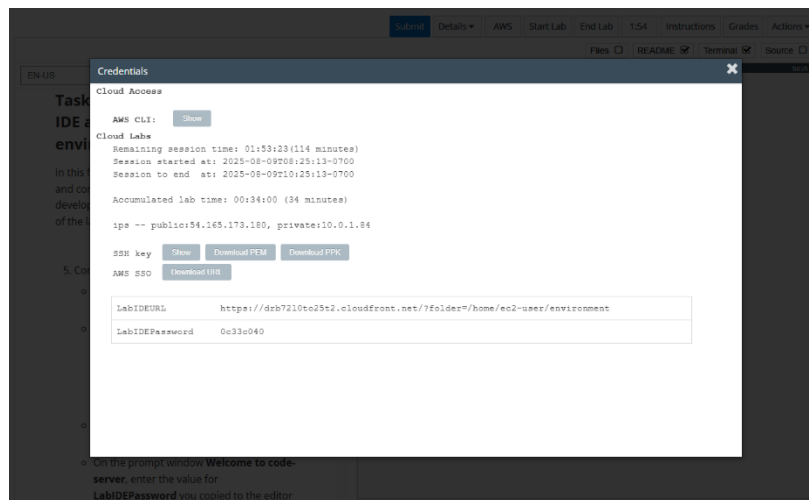 Submit Details AWS Start Lab End Lab 1:54 Instructions Grades Actions
Files README Terminal Source
EN-US
Credentials
Cloud Access
AWS CLI: Show
Cloud Labs
Remaining session time: 01:53:23(114 minutes)
Session started at: 2025-08-09T08:25:13-0700
Session to end at: 2025-08-09T10:25:13-0700
Accumulated lab time: 00:34:00 (34 minutes)
ips -- public:54.165.173.180, private:10.0.1.84
SSH key Show Download PEM Download PPK
AWS SSO Download URL
LabIDEURL https://drb7210to25t2.cloudfront.net/?folder=/home/ec2-user/environment
LabIDEPassword 0c33c040
Task
IDE
envi
In this
and
develop
of the
5.
On the prompt window Welcome to code-
server, enter the value for
LabIDEPassword you copied to the editor